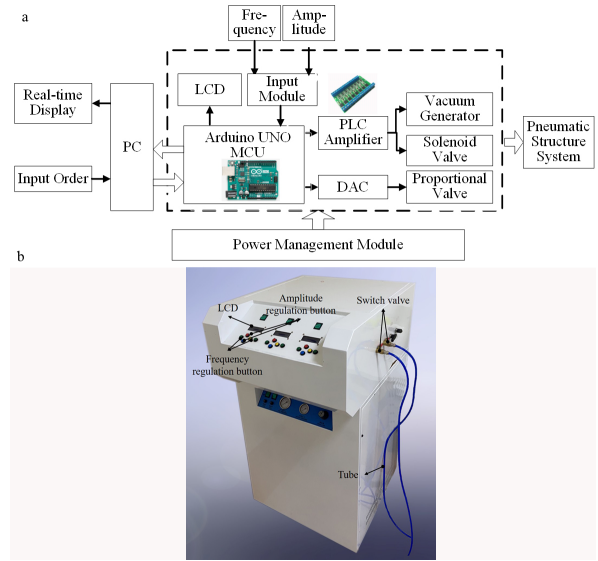 a
Fre-
quency
Amp-
litude
Real-time
Display
PC
LCD
Input
Module
Vacuum
Generator
Arduino UNO
MCU
PLC
Amplifier
Solenoid
Valve
Pneumatic
Structure
System
Input Order
DAC
Proportional
Valve
Power Management Module
b
LCD
Amplitude
regulation button
Switch valve
Frequency
regulation button
Tube